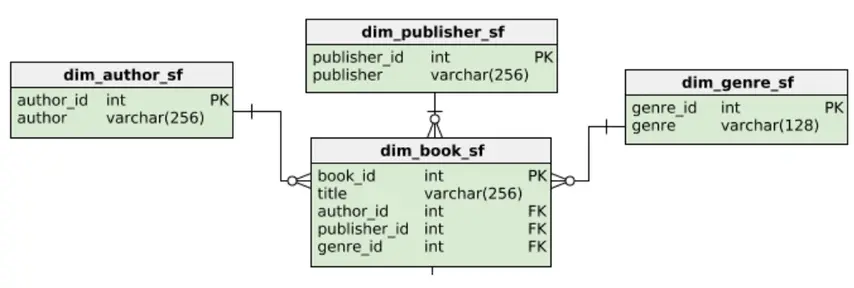 dim_publisher_sf
publisher_id int PK
publisher varchar(256)
dim_author_sf
author_id int PK
author varchar(256)
dim_genre_sf
genre_id int PK
genre varchar(128)
dim_book_sf
book_id int PK
title varchar(256)
author_id int FK
publisher_id int FK
genre_id int FK